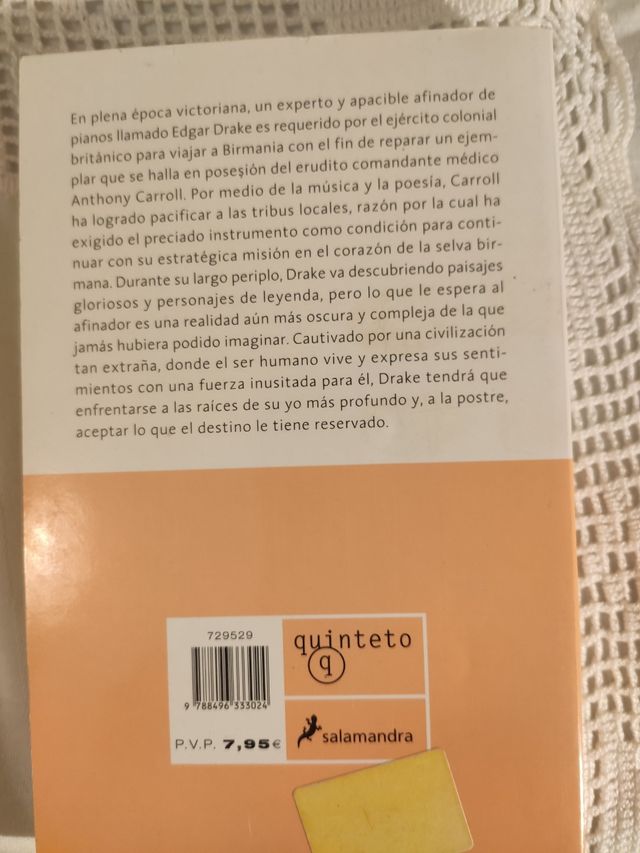 En plena época victoriana, un experto y apacible afinador de
pianos llamado Edgar Drake es requerido por el ejército colonial
británico para viajar a Birmania con el fin de reparar un ejem-
plar que se halla en posesión del erudito comandante médico
Anthony Carroll. Por medio de la música y la poesía, Carroll
ha logrado pacificar a las tribus locales, razón por la cual ha
exigido el preciado instrumento como condición para conti-
nuar con su estratégica misión en el corazón de la selva bir-
mana. Durante su largo periplo, Drake va descubriendo paisajes
gloriosos y personajes de leyenda, pero lo que le espera al
afinador es una realidad aún más oscura y compleja de la que
jamás hubiera podido imaginar. Cautivado por una civilización
tan extraña, donde el ser humano vive y expresa sus senti-
mientos con una fuerza inusitada para él, Drake tendrá que
enfrentarse a las raíces de su yo más profundo y, a la postre,
aceptar lo que el destino le tiene reservado.
729529
9 788496 333024
P.V.P. 7,95€
quinteto
q
salamandra